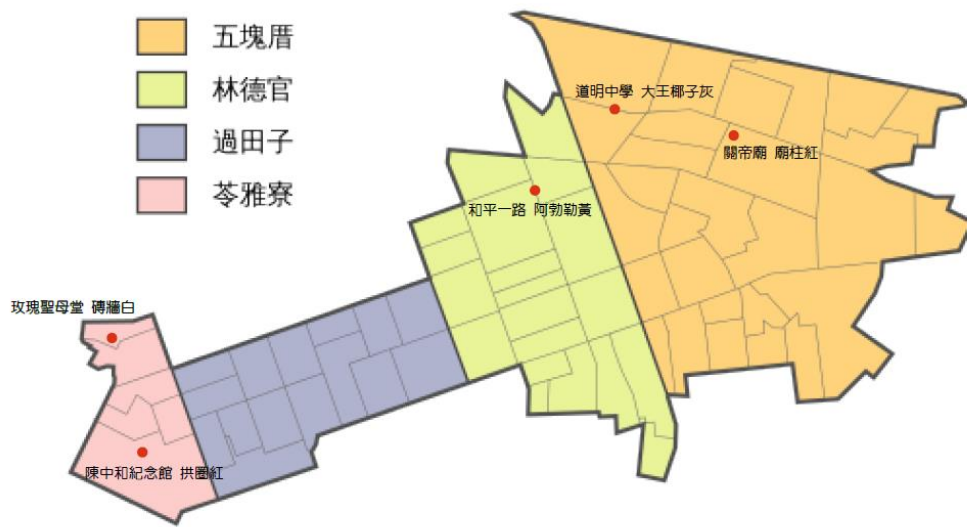 五塊厝
林德官
過田子
苓雅寮
道明中學 大王椰子灰
關帝廟 廟柱紅
和平一路 阿勃勒黃
玫瑰聖母堂 磚牆白
陳中和紀念館 拱圈紅